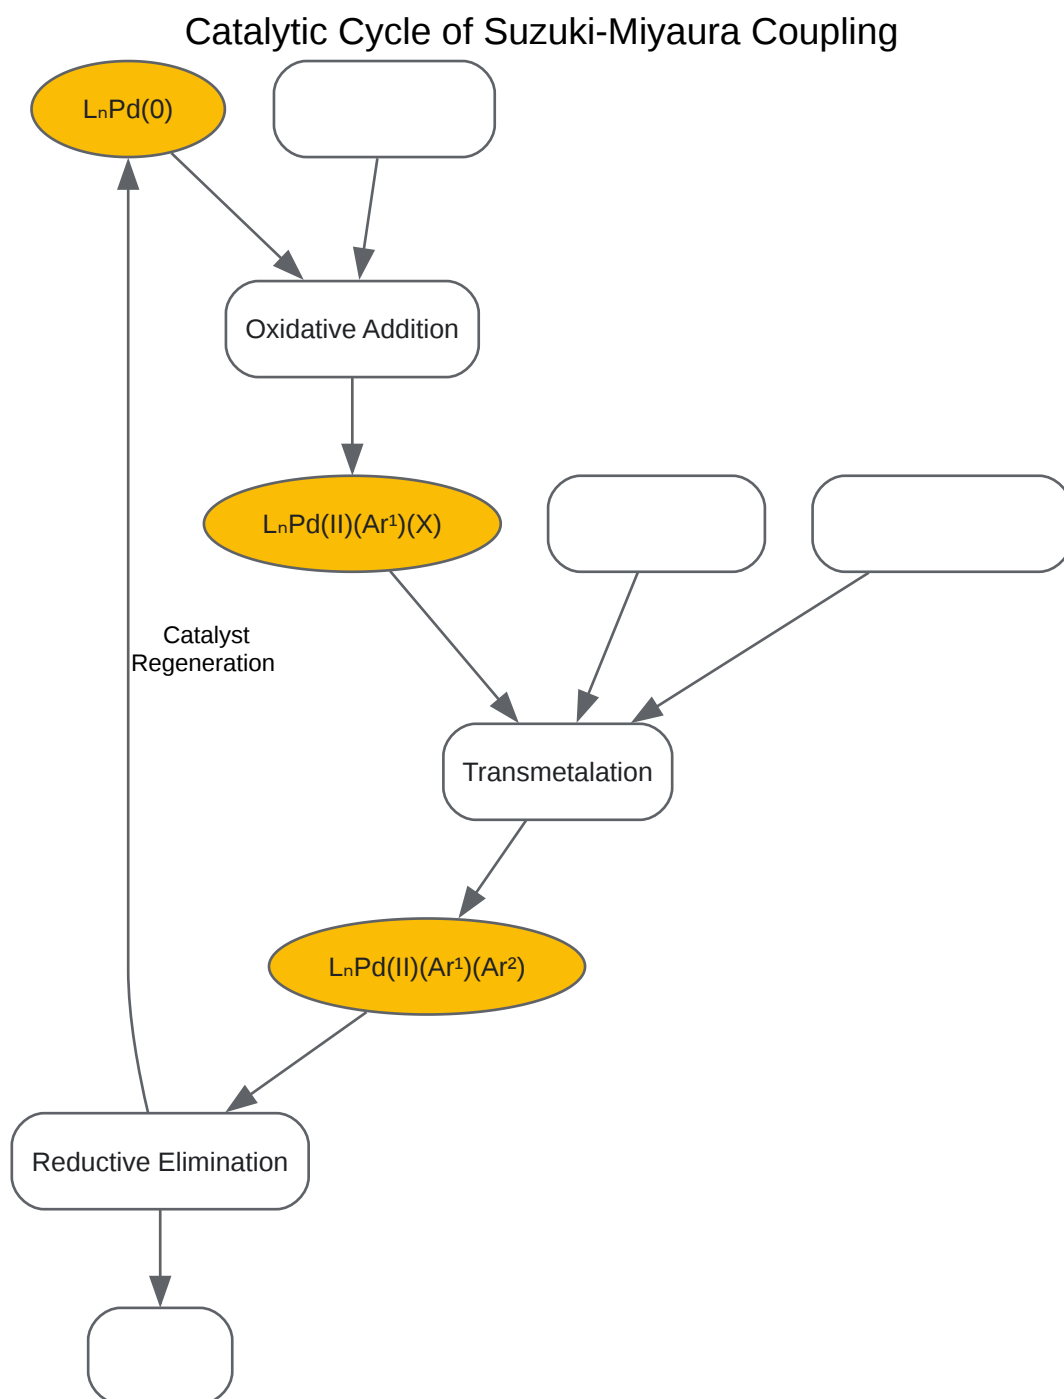 Catalytic Cycle of Suzuki-Miyaura Coupling
LₙPd(0)
Oxidative Addition
LₙPd(II)(Ar¹)(X)
Catalyst
Regeneration
Transmetalation
LₙPd(II)(Ar¹)(Ar²)
Reductive Elimination